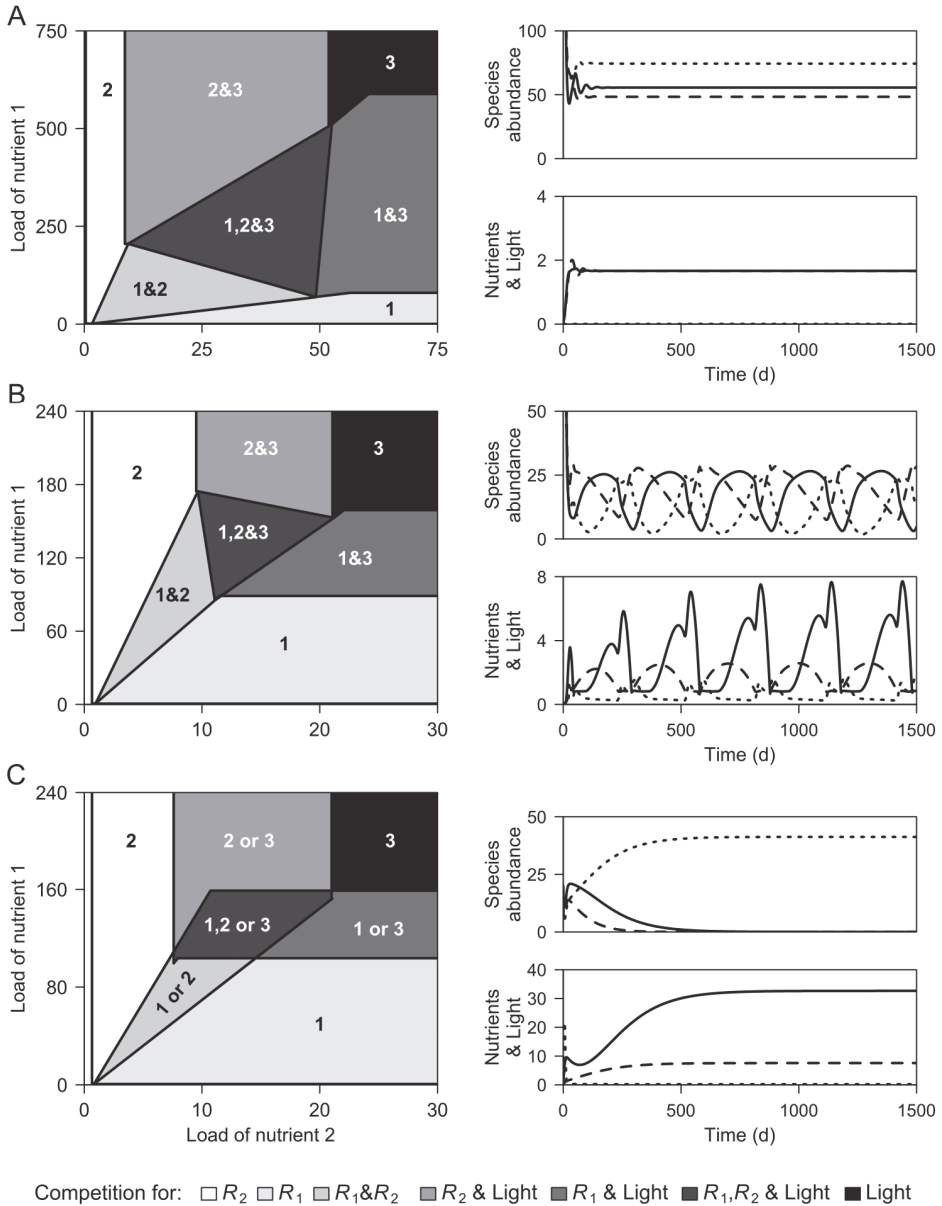 A
Load of nutrient 1
750
500
250
0
2
2&3
3
1,2&3
1&3
1&2
1
0 25 50 75
Species
abundance
100
50
0
Nutrients
& Light
4
2
0
0 500 1000 1500
Time (d)
B
Load of nutrient 1
240
180
120
60
0
2
2&3
3
1,2&3
1&3
1&2
1
0 10 20 30
Species
abundance
50
25
0
Nutrients
& Light
8
4
0
0 500 1000 1500
Time (d)
C
Load of nutrient 1
240
160
80
0
2
2 or 3
3
1,2 or 3
1 or 3
1 or 2
1
0 10 20 30
Load of nutrient 2
Species
abundance
50
25
0
Nutrients
& Light
40
30
20
10
0
0 500 1000 1500
Time (d)
Competition for: R2 R1 R1&R2 R2 & Light R1 & Light R1,R2 & Light Light